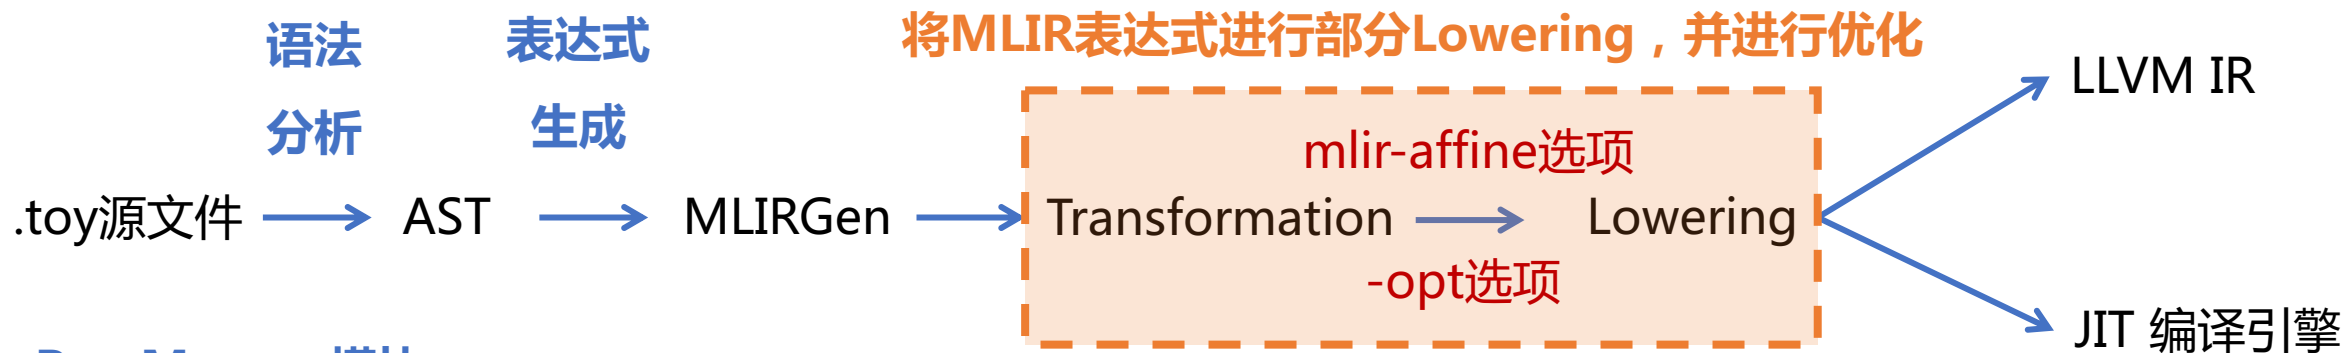 语法
分析
表达式
生成
将MLIR表达式进行部分Lowering，并进行优化
mlir-affine选项
.toy源文件
AST
MLIRGen
Transformation
Lowering
-opt选项
LLVM IR
JIT 编译引擎